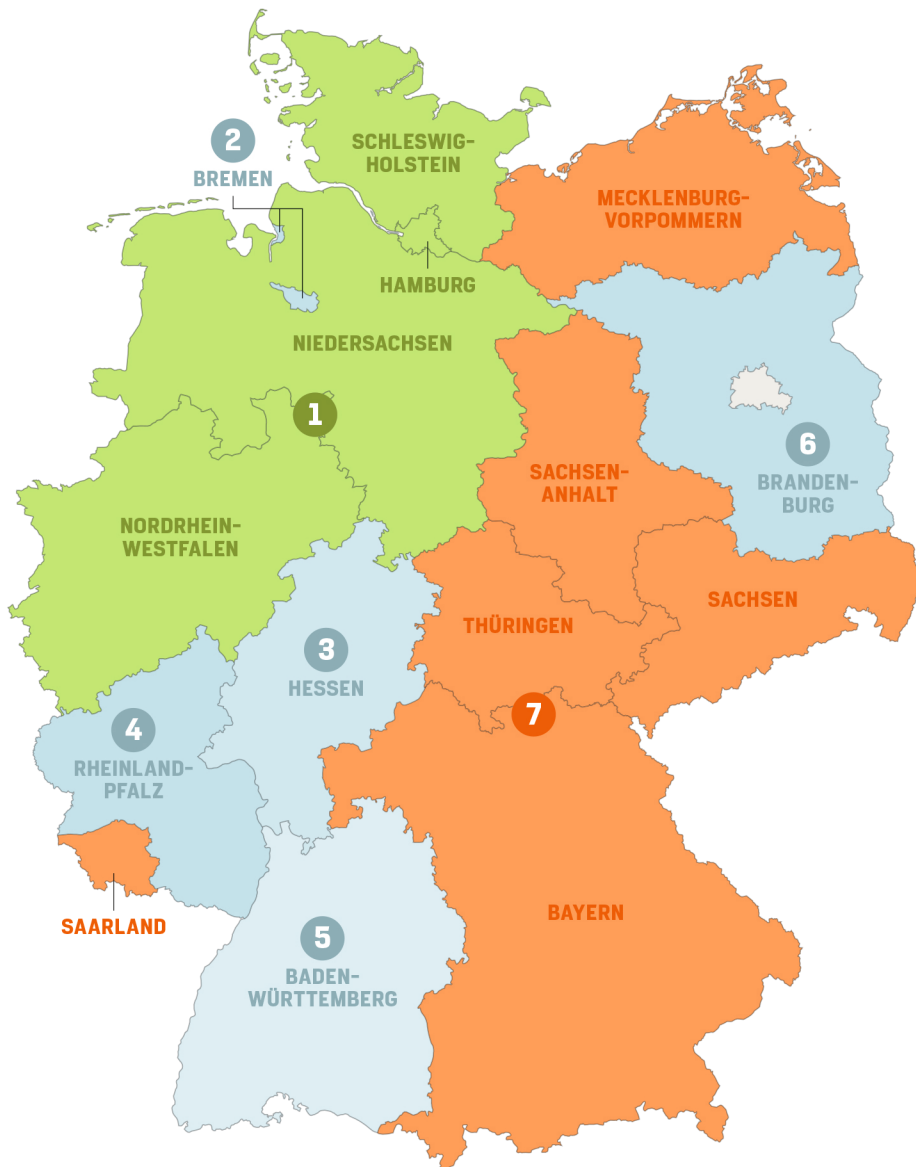 2
BREMEN
SCHLESWIG-
HOLSTEIN
MECKLENBURG-
VORPOMMERN
HAMBURG
NIEDERSACHSEN
1
6
BRANDEN-
BURG
SACHSEN-
ANHALT
NORDRHEIN-
WESTFALEN
SACHSEN
THÜRINGEN
3
HESSEN
7
4
RHEINLAND-
PFALZ
SAARLAND
BAYERN
5
BADEN-
WÜRTTEMBERG